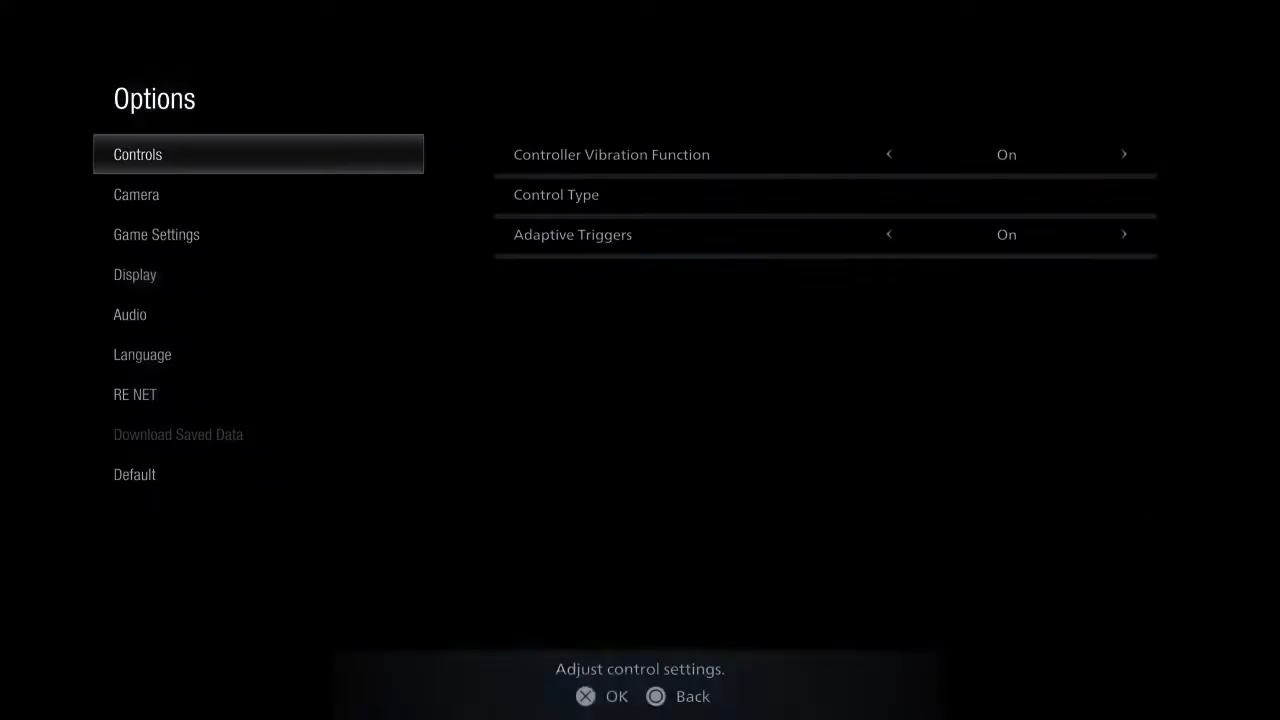 Options
Controls
Camera
Game Settings
Display
Audio
Language
RE NET
Download Saved Data
Default
Controller Vibration Function On
Control Type
Adaptive Triggers On
Adjust control settings.
OK Back